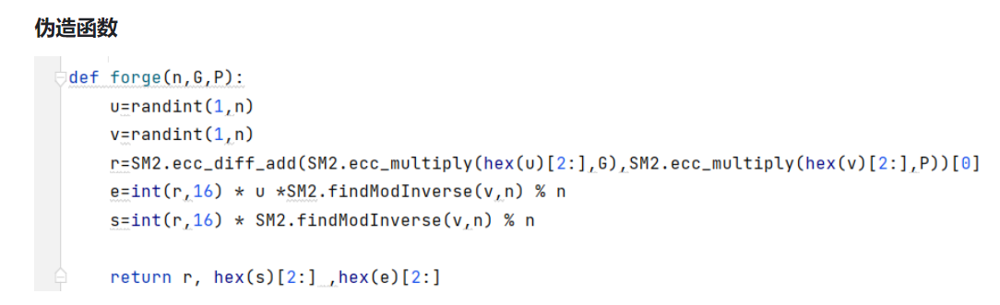 伪造函数
def forge(n,G,P):
u=randint(1,n)
v=randint(1,n)
r=SM2.ecc_diff_add(SM2.ecc_multiply(hex(u)[2:],G),SM2.ecc_multiply(hex(v)[2:],P))[0]
e=int(r,16) * u *SM2.findModInverse(v,n) % n
s=int(r,16) * SM2.findModInverse(v,n) % n
return r, hex(s)[2:] ,hex(e)[2:]